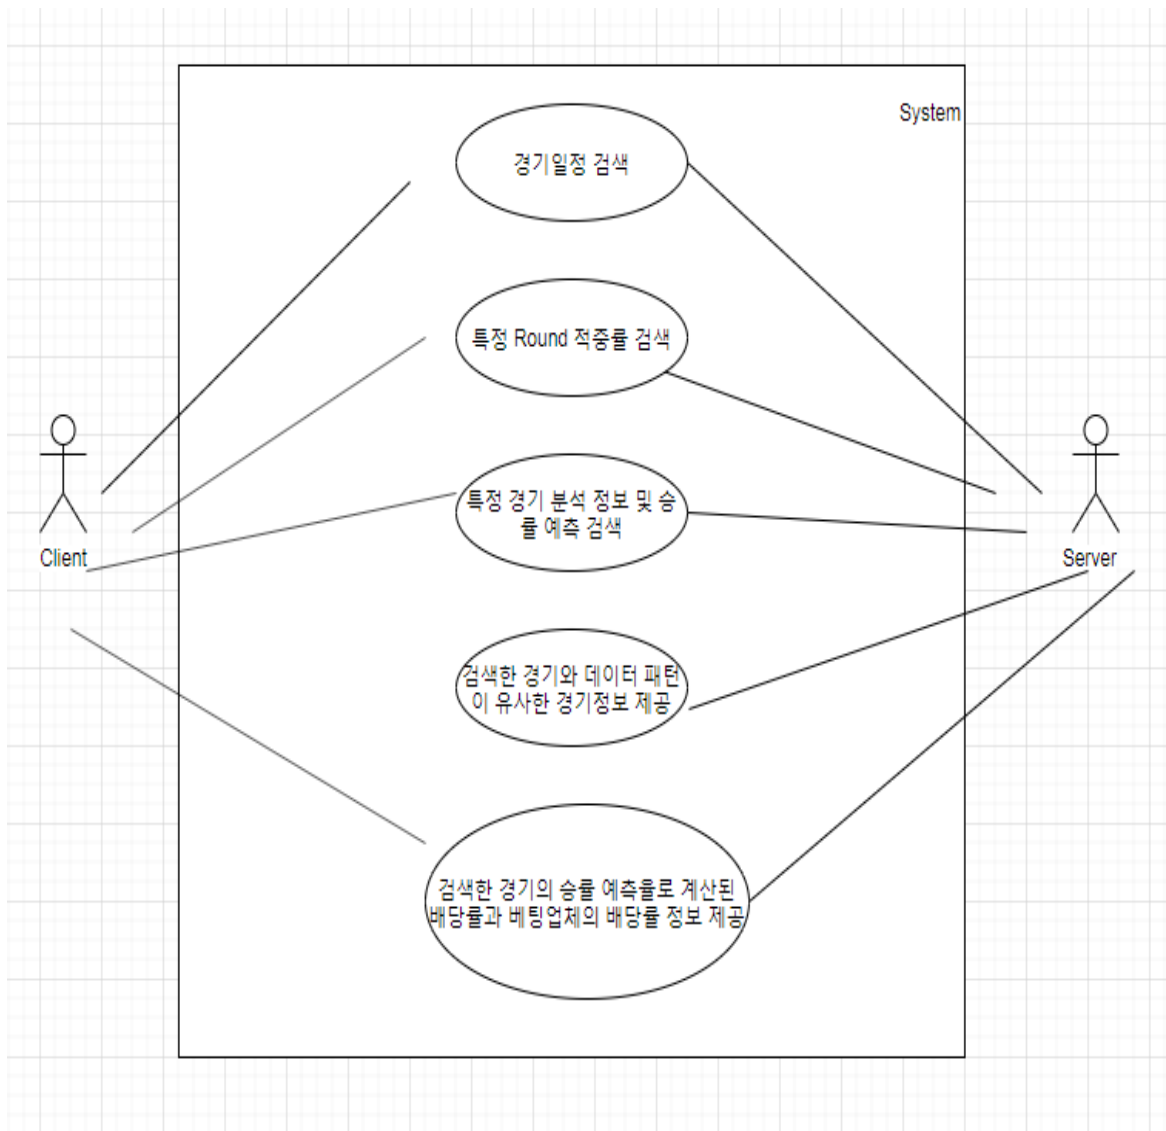 System
경기일정 검색
특정 Round 적중률 검색
특정 경기 분석 정보 및 승
률 예측 검색
Client
Server
검색한 경기와 데이터 패턴
이 유사한 경기정보 제공
검색한 경기의 승률 예측율로 계산된
배당률과 베팅업체의 배당률 정보 제공